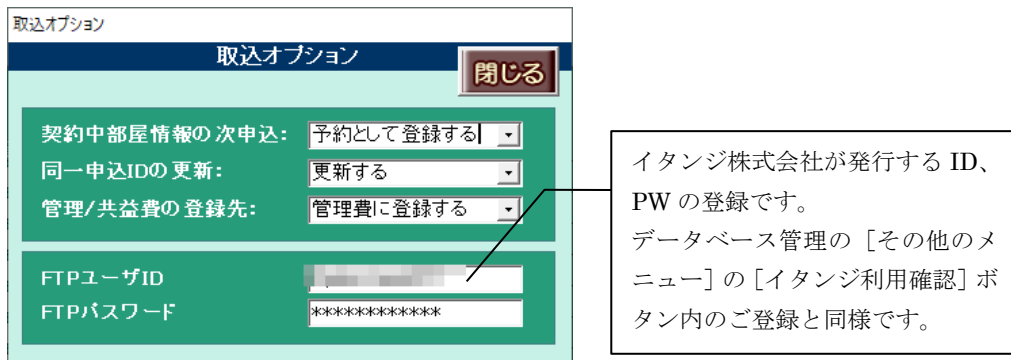 取込オプション
取込オプション
閉じる
契約中部屋情報の次申込: 予約として登録する
同一申込IDの更新: 更新する
管理/共益費の登録先: 管理費に登録する
FTPユーザID
FTPパスワード ************
イタンジ株式会社が発行する ID、
PW の登録です。
データベース管理の［その他のメ
ニュー］の［イタンジ利用確認］ボ
タン内のご登録と同様です。